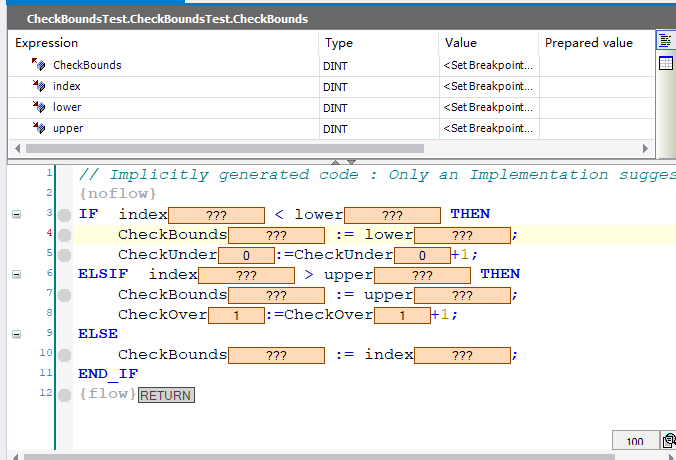 CheckBoundsTest.CheckBoundsTest.CheckBounds
Expression Type Value Prepared value
CheckBounds DINT <Set Breakpoint...
index DINT <Set Breakpoint...
lower DINT <Set Breakpoint...
upper DINT <Set Breakpoint...
1 // Implicitly generated code : Only an Implementation sugges
2 {noflow}
3 IF index ??? < lower ??? THEN
4 CheckBounds ??? := lower ??? ;
5 CheckUnder 0 :=CheckUnder 0 +1;
6 ELSIF index ??? > upper ??? THEN
7 CheckBounds ??? := upper ??? ;
8 CheckOver 1 :=CheckOver 1 +1;
9 ELSE
10 CheckBounds ??? := index ??? ;
11 END_IF
12 {flow} RETURN
100